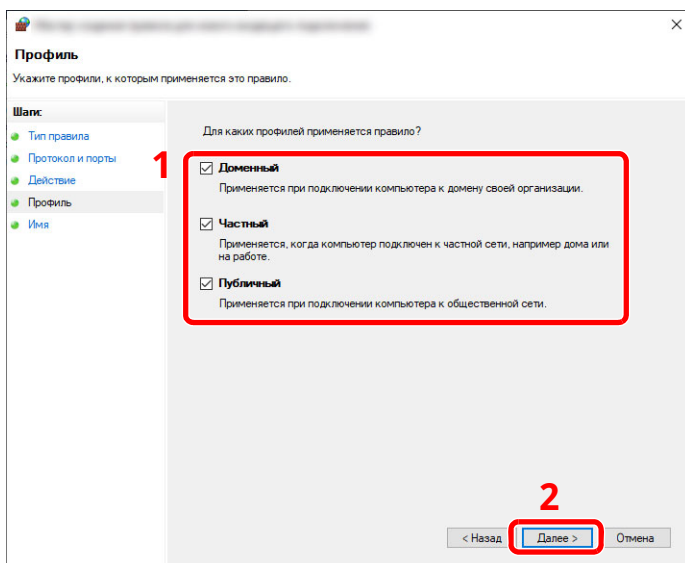 Профиль
Укажите профили, к которым применяется это правило.
Шаги:
Тип правила
Протокол и порты
Действие
Профиль
Имя
Для каких профилей применяется правило?
1
Доменный
Применяется при подключении компьютера к домену своей организации.
Частный
Применяется, когда компьютер подключен к частной сети, например дома или
на работе.
Публичный
Применяется при подключении компьютера к общественной сети.
2
< Назад
Далее >
Отмена